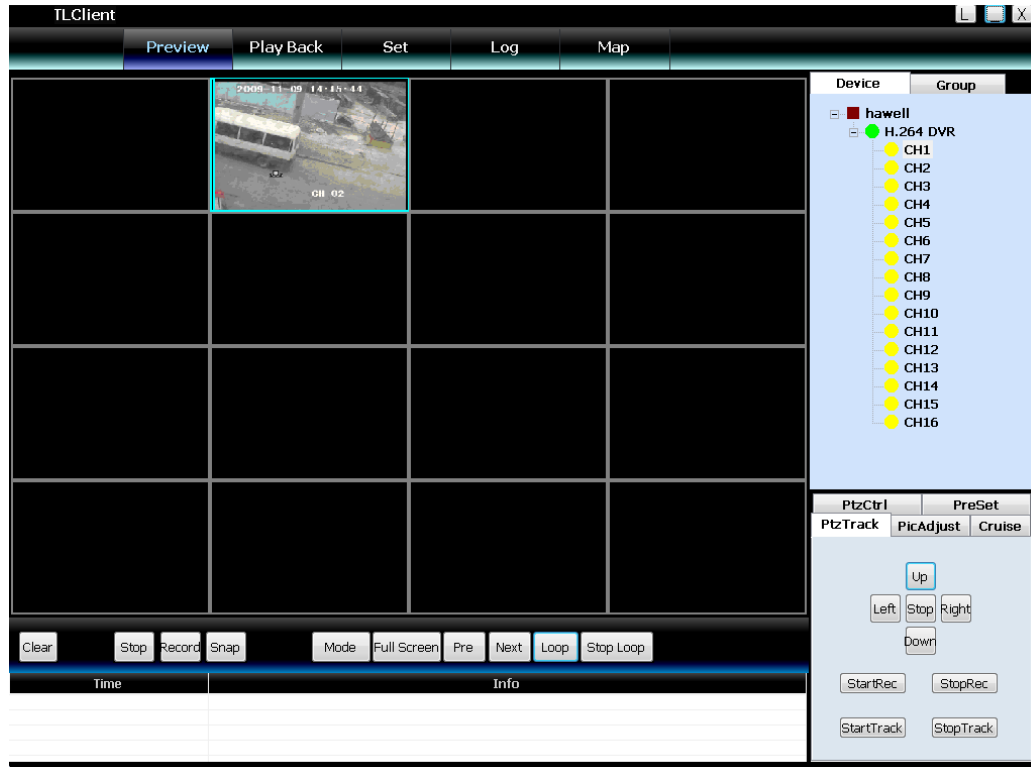 TLClient L X
Preview Play Back Set Log Map
2009-11-09 14:15:44
CH 02
Device Group
hawell
H.264 DVR
CH1
CH2
CH3
CH4
CH5
CH6
CH7
CH8
CH9
CH10
CH11
CH12
CH13
CH14
CH15
CH16
PtzCtrl PreSet
PtzTrack PicAdjust Cruise
Up
Left Stop Right
Down
StartRec StopRec
StartTrack StopTrack
Clear Stop Record Snap Mode Full Screen Pre Next Loop Stop Loop
Time Info